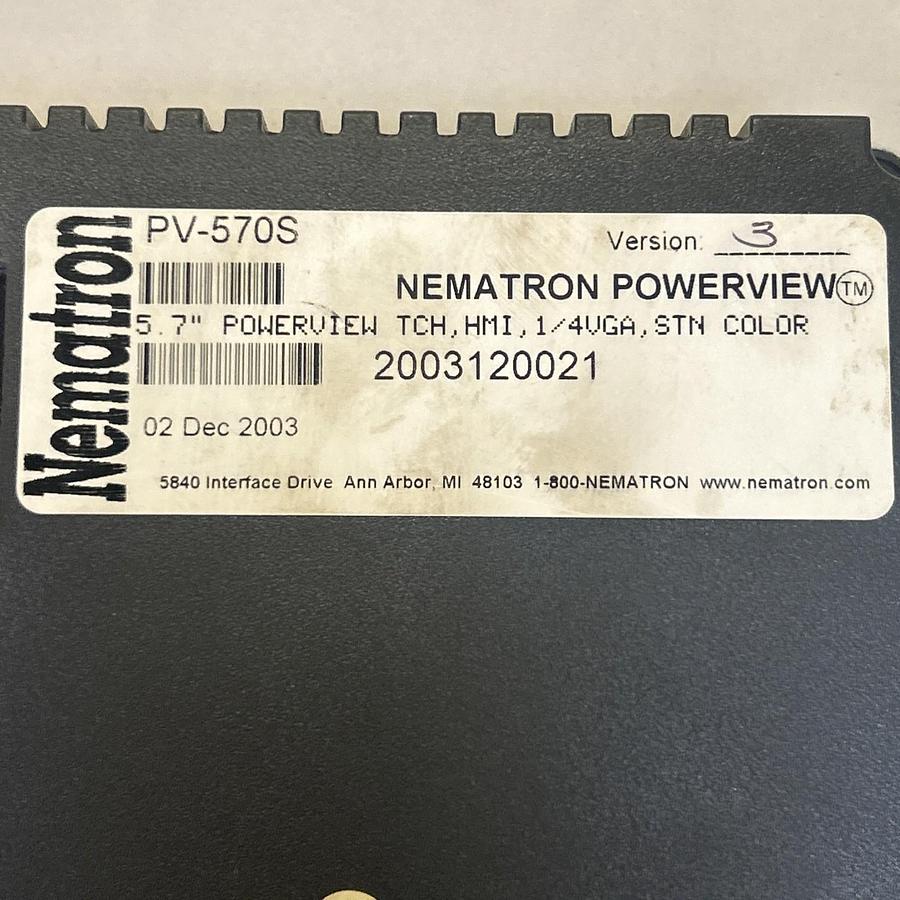 Nematron
PV-570S
Version: 3
NEMATRON POWERVIEW TM
5.7" POWERVIEW TCH,HMI,1/4VGA,STN COLOR
2003120021
02 Dec 2003
5840 Interface Drive Ann Arbor, MI 48103 1-800-NEMATRON www.nematron.com